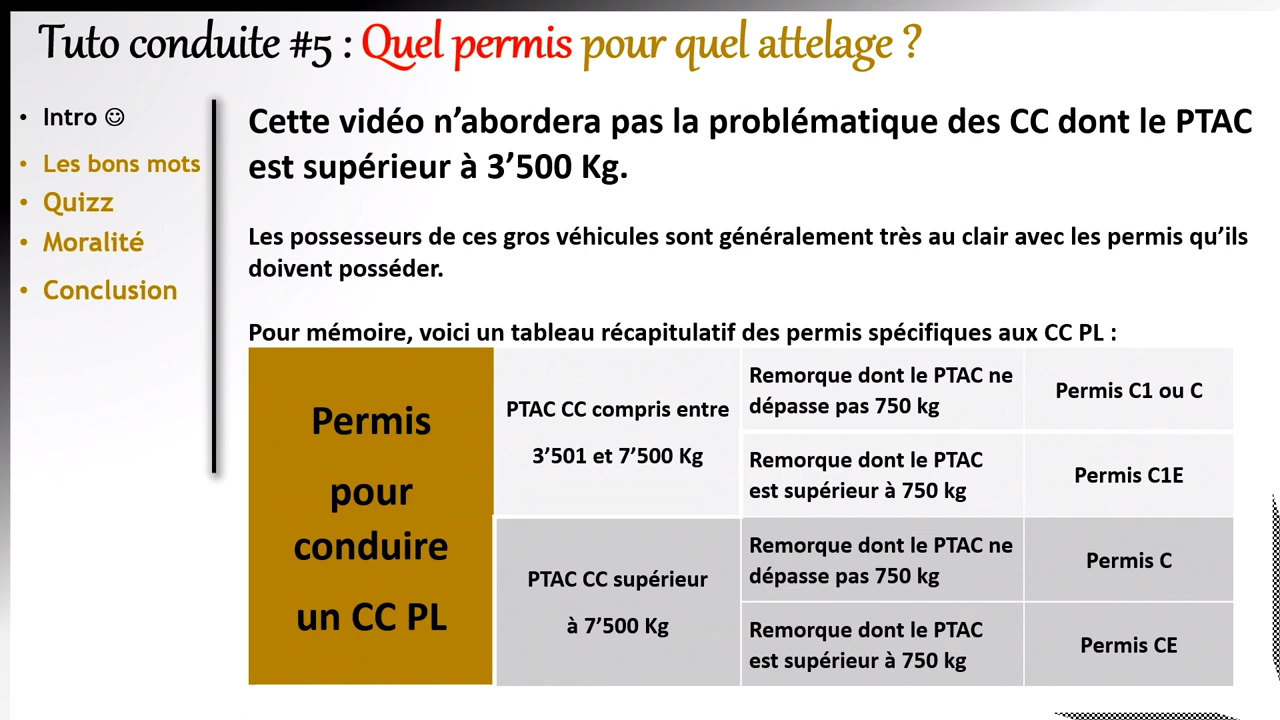 Tuto conduite #5 : Quel permis pour quel attelage ?
• Intro ☺
• Les bons mots
• Quizz
• Moralité
• Conclusion
Cette vidéo n’abordera pas la problématique des CC dont le PTAC
est supérieur à 3’500 Kg.
Les possesseurs de ces gros véhicules sont généralement très au clair avec les permis qu’ils
doivent posséder.
Pour mémoire, voici un tableau récapitulatif des permis spécifiques aux CC PL :
Permis
pour
conduire
un CC PL
PTAC CC compris entre
3’501 et 7’500 Kg
Remorque dont le PTAC ne
dépasse pas 750 kg
Permis C1 ou C
Remorque dont le PTAC
est supérieur à 750 kg
Permis C1E
PTAC CC supérieur
à 7’500 Kg
Remorque dont le PTAC ne
dépasse pas 750 kg
Permis C
Remorque dont le PTAC
est supérieur à 750 kg
Permis CE